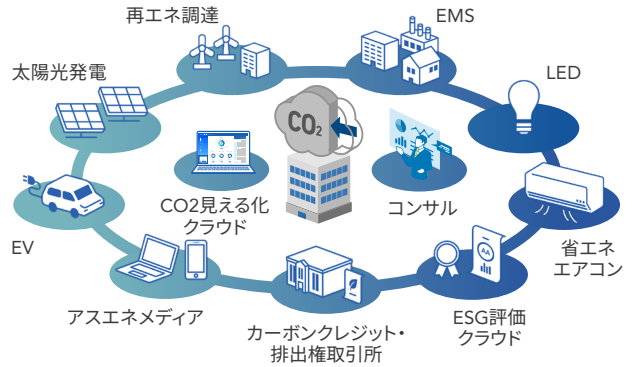 再エネ調達
EMS
太陽光発電
LED
CO2
CO2見える化
クラウド
コンサル
EV
省エネ
エアコン
アスエネメディア
AA
ESG評価
クラウド
カーボンクレジット・
排出権取引所